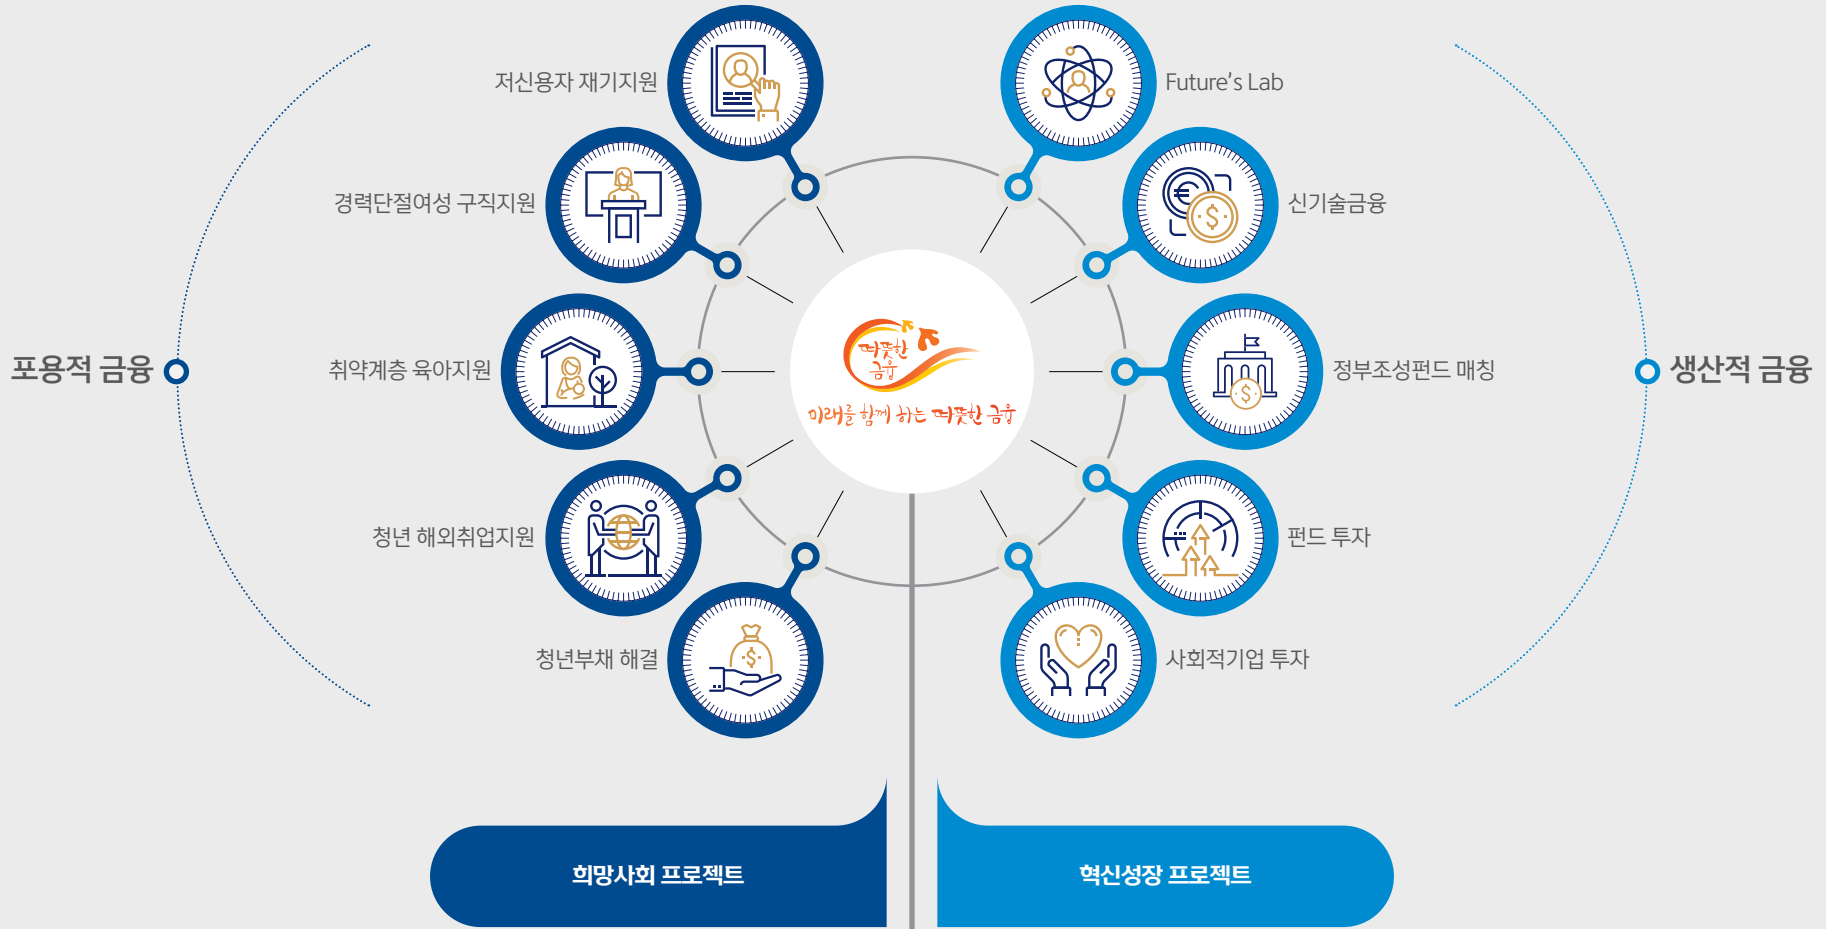 저신용자 재기지원
경력단절여성 구직지원
취약계층 육아지원
청년 해외취업지원
청년부채 해결
포용적 금융
따뜻한
금융
미래를 함께 하는 따뜻한 금융
Future's Lab
신기술금융
정부조성펀드 매칭
펀드 투자
사회적기업 투자
생산적 금융
희망사회 프로젝트
혁신성장 프로젝트